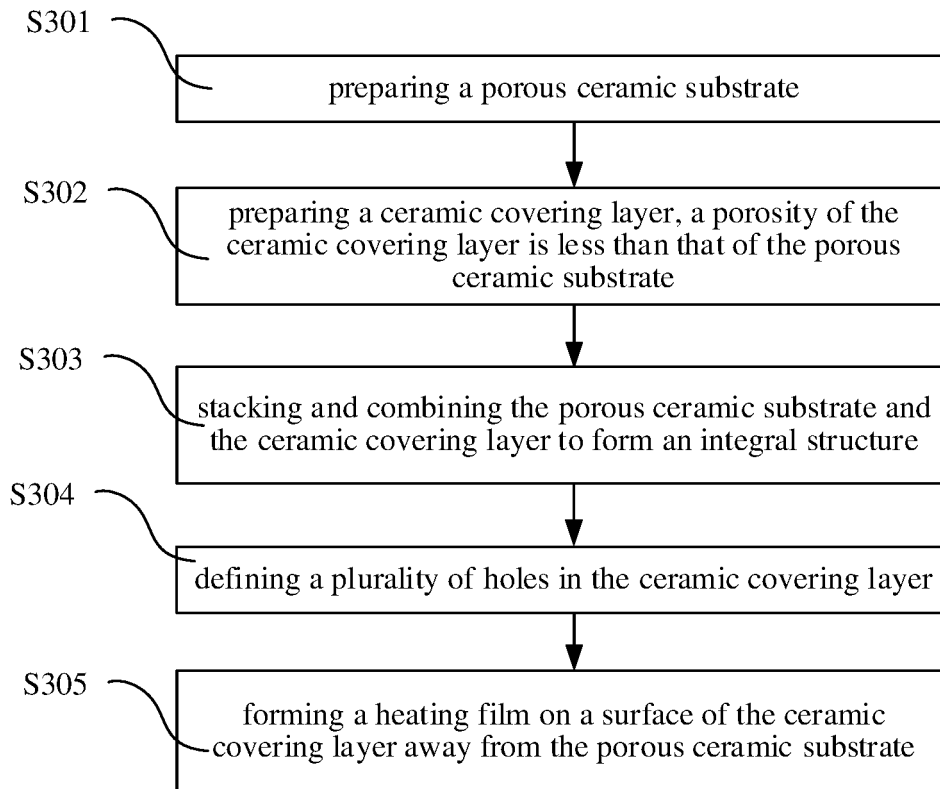 S301
preparing a porous ceramic substrate
S302
preparing a ceramic covering layer, a porosity of the
ceramic covering layer is less than that of the porous
ceramic substrate
S303
stacking and combining the porous ceramic substrate and
the ceramic covering layer to form an integral structure
S304
defining a plurality of holes in the ceramic covering layer
S305
forming a heating film on a surface of the ceramic
covering layer away from the porous ceramic substrate